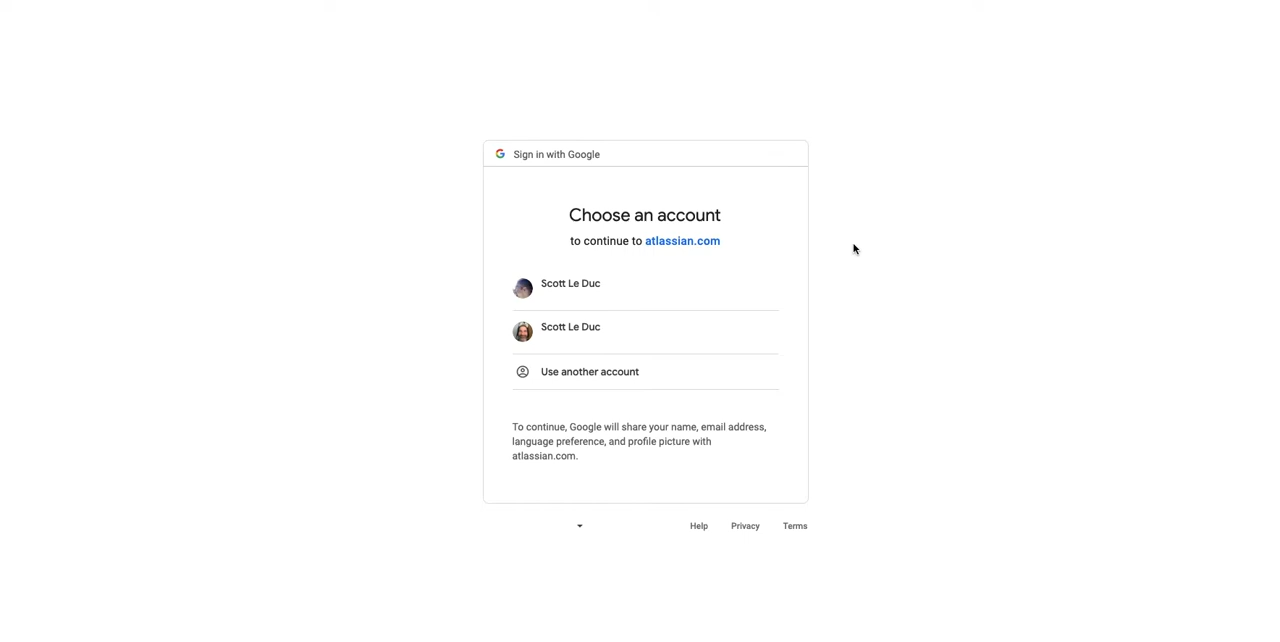 Sign in with Google
Choose an account
to continue to atlassian.com
Scott Le Duc
Scott Le Duc
Use another account
To continue, Google will share your name, email address,
language preference, and profile picture with
atlassian.com.
Help Privacy Terms